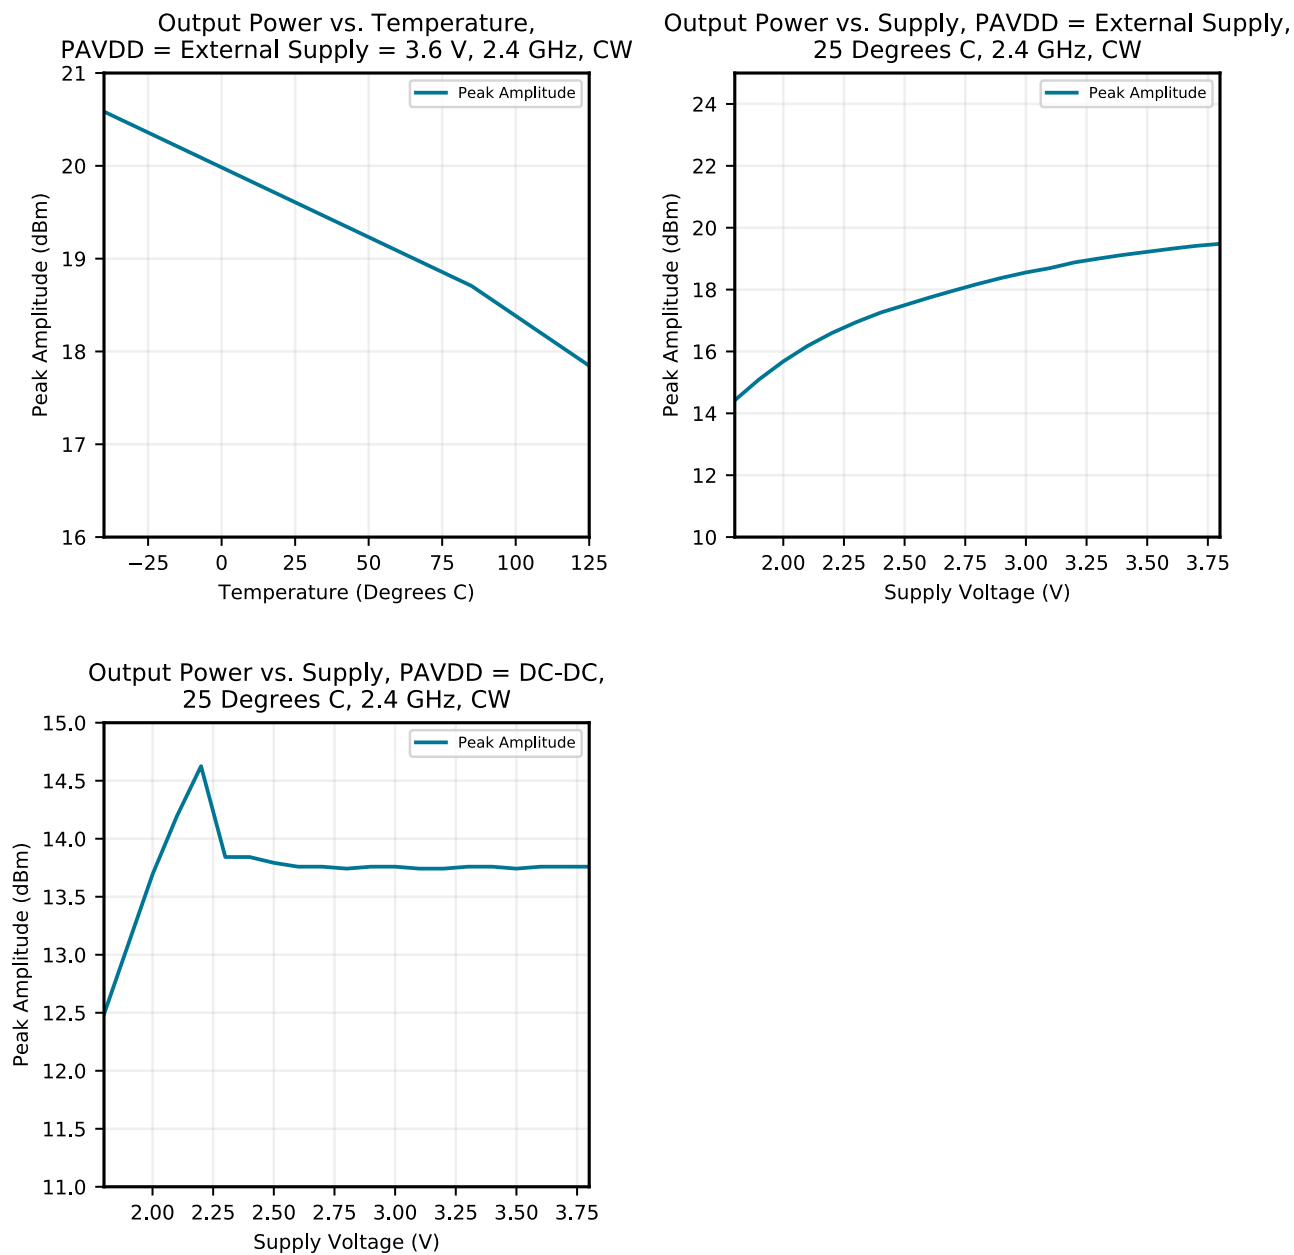 Output Power vs. Temperature,
PAVDD = External Supply = 3.6 V, 2.4 GHz, CW
21
20
19
18
17
16
Peak Amplitude (dBm)
Peak Amplitude
−25 0 25 50 75 100 125
Temperature (Degrees C)
Output Power vs. Supply, PAVDD = External Supply,
25 Degrees C, 2.4 GHz, CW
24
22
20
18
16
14
12
10
Peak Amplitude (dBm)
Peak Amplitude
2.00 2.25 2.50 2.75 3.00 3.25 3.50 3.75
Supply Voltage (V)
Output Power vs. Supply, PAVDD = DC-DC,
25 Degrees C, 2.4 GHz, CW
15.0
14.5
14.0
13.5
13.0
12.5
12.0
11.5
11.0
Peak Amplitude (dBm)
Peak Amplitude
2.00 2.25 2.50 2.75 3.00 3.25 3.50 3.75
Supply Voltage (V)